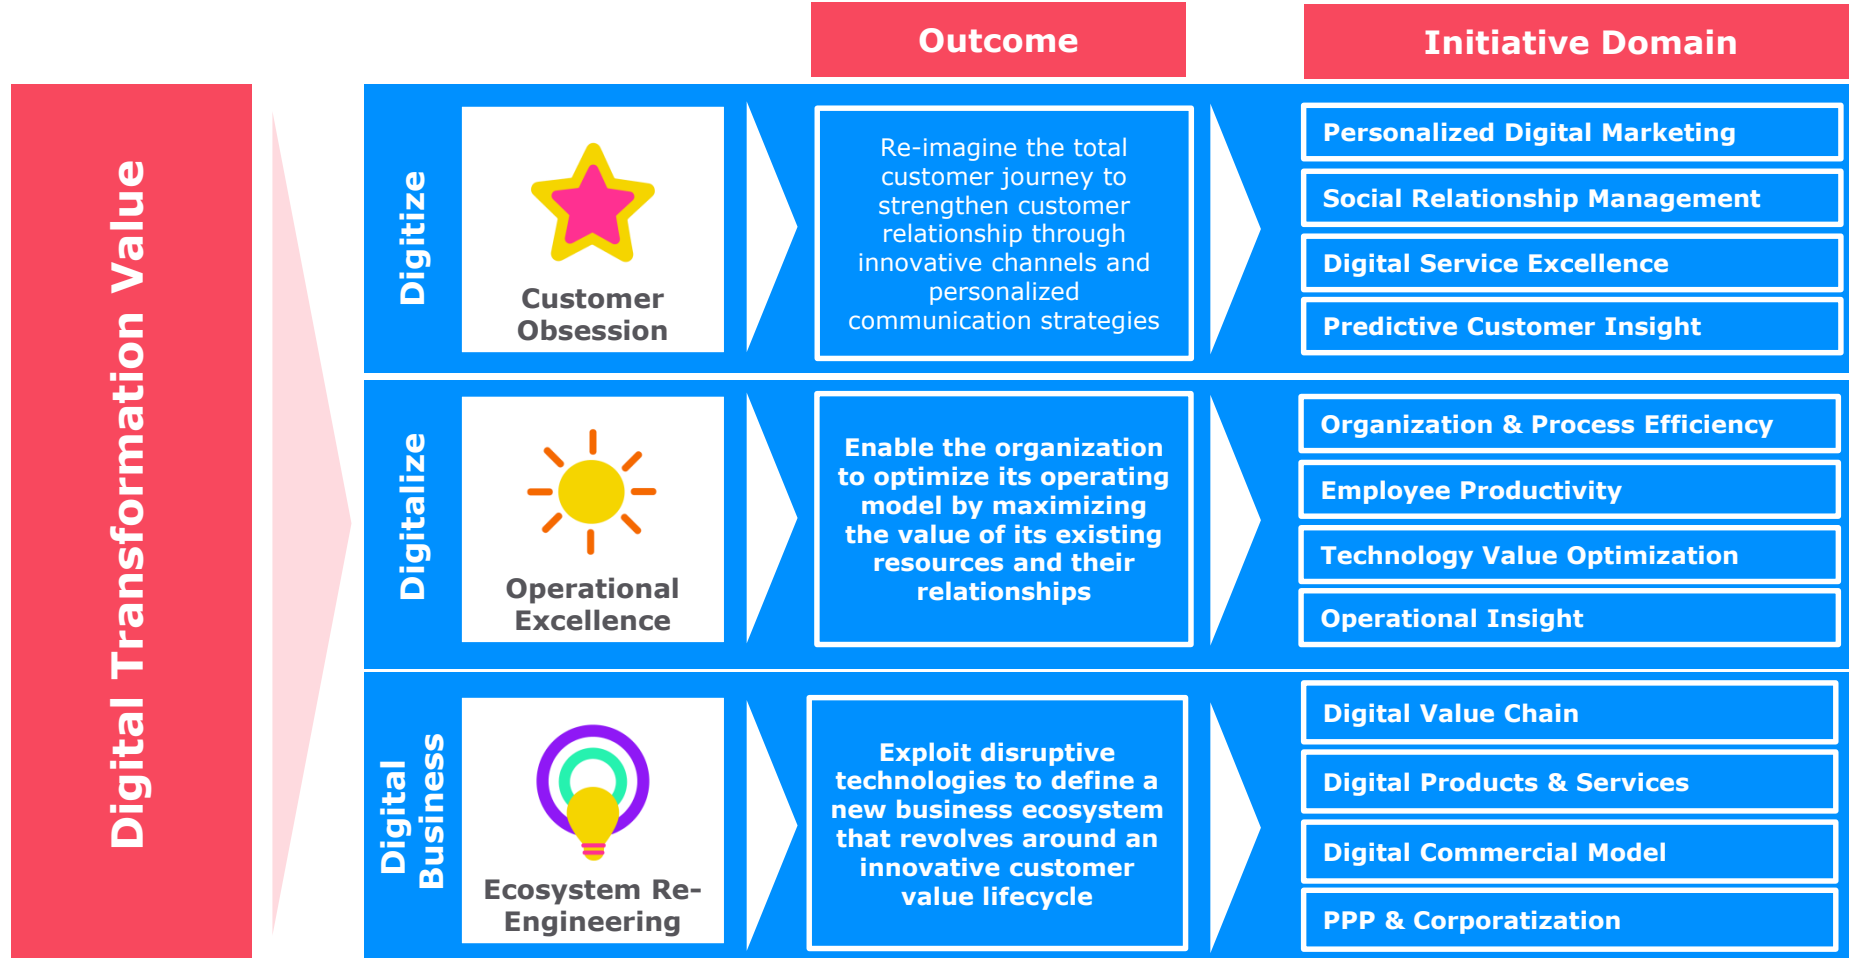 Outcome
Initiative Domain
Digital Transformation Value
Digitize
Customer
Obsession
Re-imagine the total
customer journey to
strengthen customer
relationship through
innovative channels and
personalized
communication strategies
Personalized Digital Marketing
Social Relationship Management
Digital Service Excellence
Predictive Customer Insight
Digitalize
Operational
Excellence
Enable the organization
to optimize its operating
model by maximizing
the value of its existing
resources and their
relationships
Organization & Process Efficiency
Employee Productivity
Technology Value Optimization
Operational Insight
Digital
Business
Ecosystem Re-
Engineering
Exploit disruptive
technologies to define a
new business ecosystem
that revolves around an
innovative customer
value lifecycle
Digital Value Chain
Digital Products & Services
Digital Commercial Model
PPP & Corporatization